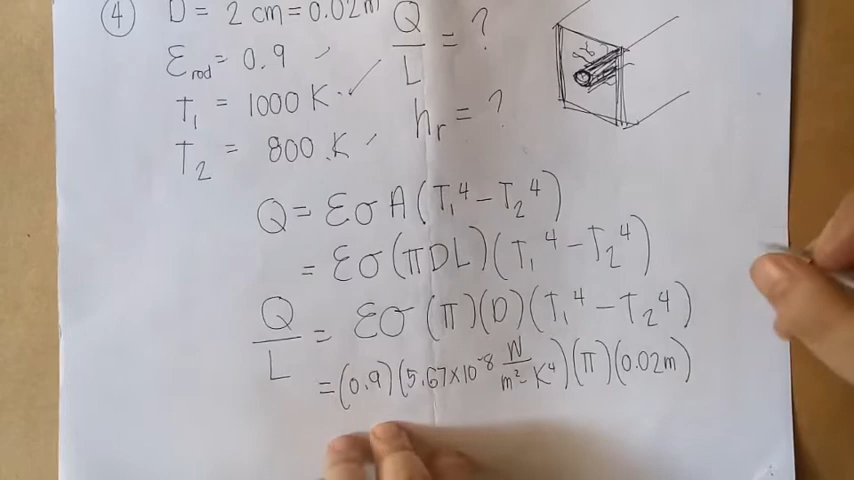 ④ D = 2 cm = 0.02m
Q/L = ?
ε_rod = 0.9
T₁ = 1000 K
h_r = ?
T₂ = 800 K
Q = εσA(T₁⁴ − T₂⁴)
= εσ(πDL)(T₁⁴ − T₂⁴)
Q/L = εσ(π)(D)(T₁⁴ − T₂⁴)
= (0.9)(5.67×10⁻⁸ W/m²-K⁴)(π)(0.02m)